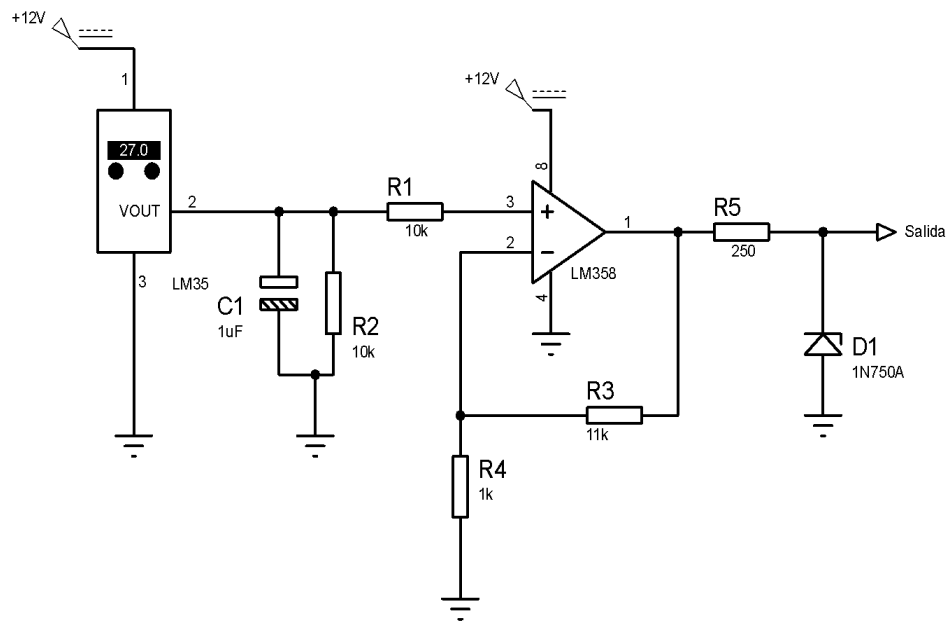 +12V
1
27.0
VOUT
2
3
LM35
C1
1uF
R2
10k
R1
10k
+12V
8
3
+
2
−
1
LM358
4
R5
250
Salida
D1
1N750A
R3
11k
R4
1k